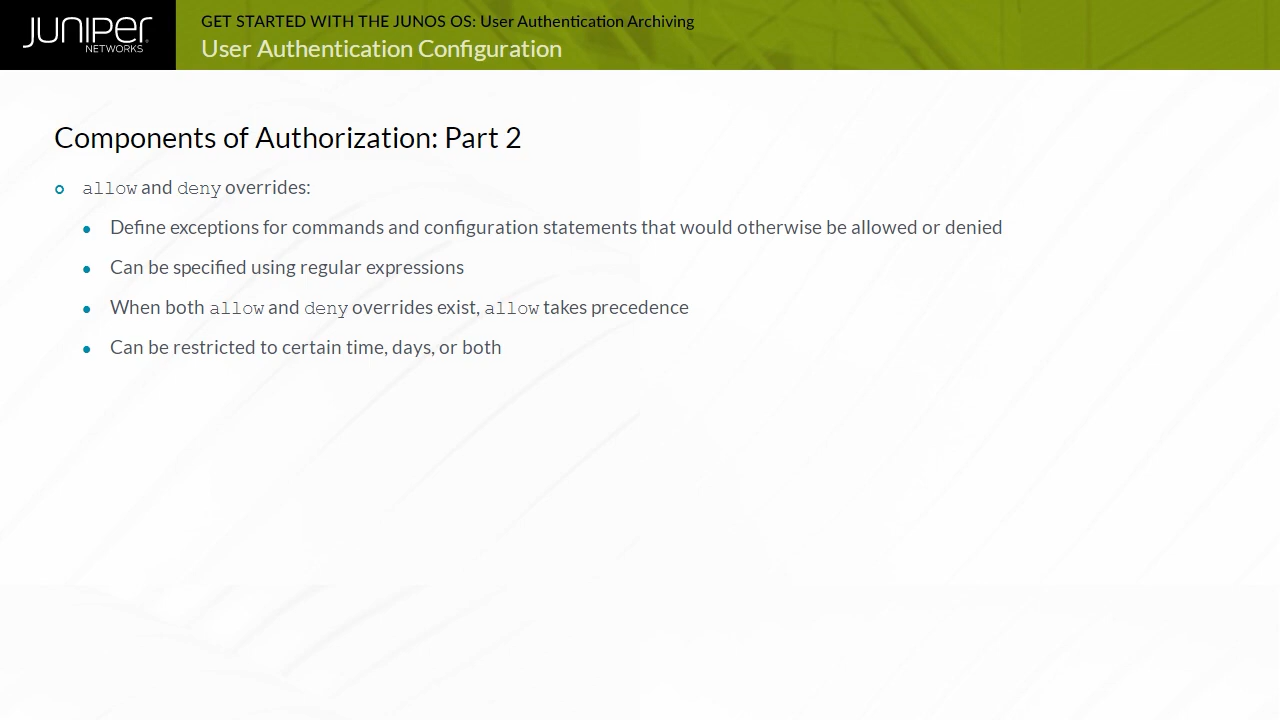 JUNIPER
NETWORKS
GET STARTED WITH THE JUNOS OS: User Authentication Archiving
User Authentication Configuration
Components of Authorization: Part 2
allow and deny overrides:
Define exceptions for commands and configuration statements that would otherwise be allowed or denied
Can be specified using regular expressions
When both allow and deny overrides exist, allow takes precedence
Can be restricted to certain time, days, or both